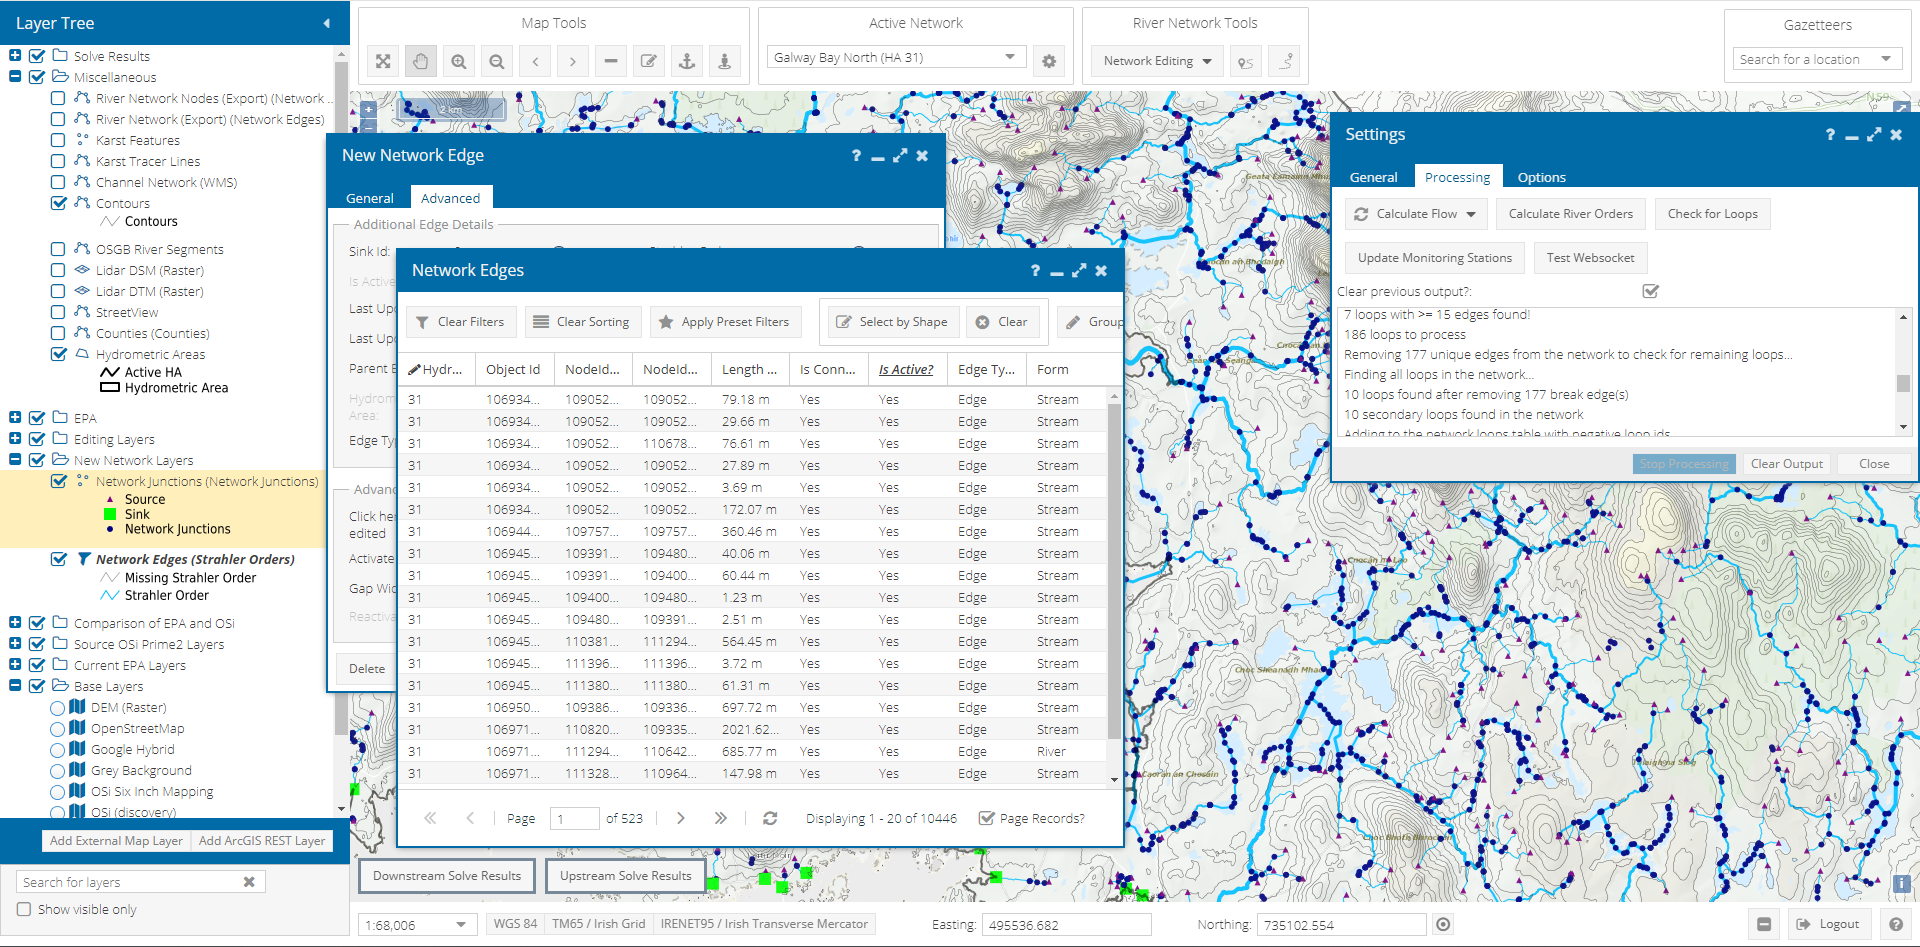 Layer Tree
Solve Results
Miscellaneous
River Network Nodes (Export) (Network ...
River Network (Export) (Network Edges)
Karst Features
Karst Tracer Lines
Channel Network (WMS)
Contours
Contours
OSGB River Segments
Lidar DSM (Raster)
Lidar DTM (Raster)
StreetView
Counties (Counties)
Hydrometric Areas
Active HA
Hydrometric Area
EPA
Editing Layers
New Network Layers
Network Junctions (Network Junctions)
Source
Sink
Network Junctions
Network Edges (Strahler Orders)
Missing Strahler Order
Strahler Order
Comparison of EPA and OSi
Source OSi Prime2 Layers
Current EPA Layers
Base Layers
DEM (Raster)
OpenStreetMap
Google Hybrid
Grey Background
OSi Six Inch Mapping
OSi (discovery)
Add External Map Layer
Add ArcGIS REST Layer
Search for layers
Show visible only
Map Tools
Active Network
Galway Bay North (HA 31)
River Network Tools
Network Editing
Gazetteers
Search for a location
2 km
N59
New Network Edge
General
Advanced
Additional Edge Details
Sink Id:
Is Active
Last Up
Last Up
Parent E
Hydrom
Area:
Edge Ty
Advan
Click he
edited
Activate
Gap Wi
Reactiva
Delete
Network Edges
Clear Filters
Clear Sorting
Apply Preset Filters
Select by Shape
Clear
Group
Hydr... Object Id NodeId... NodeId... Length ... Is Conn... Is Active? Edge Ty... Form
31 106934... 109052... 109052... 79.18 m Yes Yes Edge Stream
31 106934... 109052... 109052... 29.66 m Yes Yes Edge Stream
31 106934... 109052... 110678... 76.61 m Yes Yes Edge Stream
31 106934... 109052... 109052... 27.89 m Yes Yes Edge Stream
31 106934... 109052... 109052... 3.69 m Yes Yes Edge Stream
31 106934... 109052... 109052... 172.07 m Yes Yes Edge Stream
31 106944... 109757... 109757... 360.46 m Yes Yes Edge Stream
31 106945... 109391... 109480... 40.06 m Yes Yes Edge Stream
31 106945... 109391... 109400... 60.44 m Yes Yes Edge Stream
31 106945... 109400... 109480... 1.23 m Yes Yes Edge Stream
31 106945... 109480... 109391... 2.51 m Yes Yes Edge Stream
31 106945... 110381... 111294... 564.45 m Yes Yes Edge Stream
31 106945... 111396... 111396... 3.72 m Yes Yes Edge Stream
31 106945... 111380... 111380... 61.31 m Yes Yes Edge Stream
31 106950... 109386... 109336... 697.72 m Yes Yes Edge Stream
31 106971... 110820... 109335... 2021.62... Yes Yes Edge Stream
31 106971... 111294... 110642... 685.77 m Yes Yes Edge River
31 106971... 111328... 110964... 147.98 m Yes Yes Edge Stream
Page 1 of 523
Displaying 1 - 20 of 10446
Page Records?
Settings
General
Processing
Options
Calculate Flow
Calculate River Orders
Check for Loops
Update Monitoring Stations
Test Websocket
Clear previous output?:
7 loops with >= 15 edges found!
186 loops to process
Removing 177 unique edges from the network to check for remaining loops...
Finding all loops in the network...
10 loops found after removing 177 break edge(s)
10 secondary loops found in the network
Adding to the network loops table with negative loop ids
Stop Processing
Clear Output
Close
Downstream Solve Results
Upstream Solve Results
1:68,006
WGS 84
TM65 / Irish Grid
IRENET95 / Irish Transverse Mercator
Easting: 495536.682
Northing: 735102.554
Logout